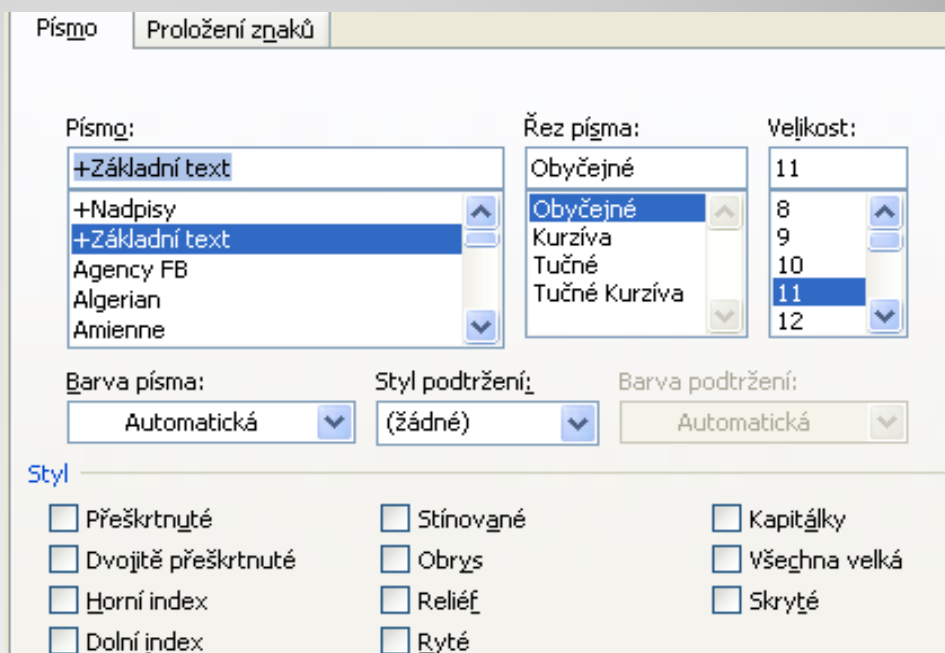 Písmo Proložení znaků
Písmo: Řez písma: Velikost:
+Základní text Obyčejné 11
+Nadpisy Obyčejné 8
+Základní text Kurzíva 9
Agency FB Tučné 10
Algerian Tučné Kurzíva 11
Amienne 12
Barva písma: Styl podtržení: Barva podtržení:
Automatická (žádné) Automatická
Styl
Přeškrtnuté Stínované Kapitálky
Dvojitě přeškrtnuté Obrys Všechna velká
Horní index Reliéf Skryté
Dolní index Ryté